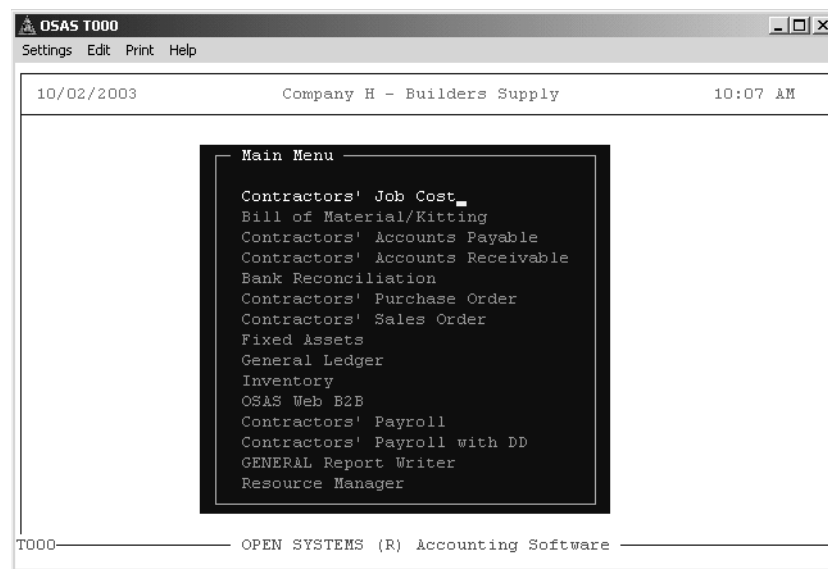 OSAS T000
Settings Edit Print Help
10/02/2003 Company H - Builders Supply 10:07 AM
Main Menu
Contractors' Job Cost
Bill of Material/Kitting
Contractors' Accounts Payable
Contractors' Accounts Receivable
Bank Reconciliation
Contractors' Purchase Order
Contractors' Sales Order
Fixed Assets
General Ledger
Inventory
OSAS Web B2B
Contractors' Payroll
Contractors' Payroll with DD
GENERAL Report Writer
Resource Manager
T000 OPEN SYSTEMS (R) Accounting Software